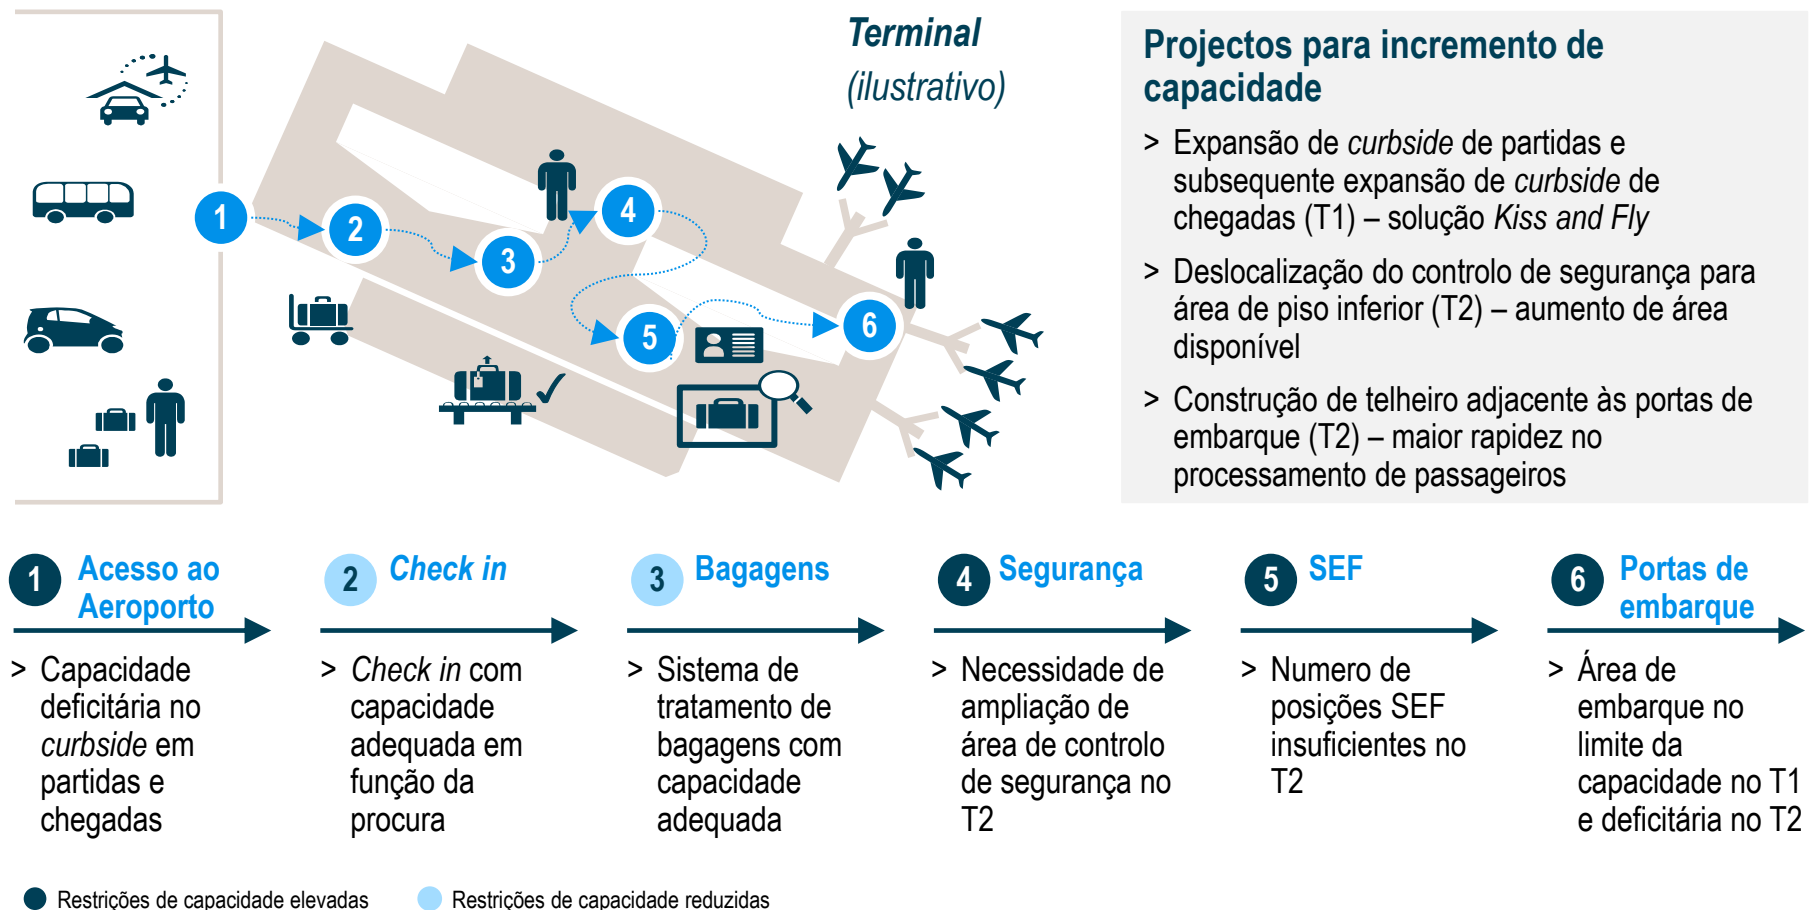 Terminal
(ilustrativo)
1
2
3
4
5
6
Projectos para incremento de
capacidade
> Expansão de curbside de partidas e
subsequente expansão de curbside de
chegadas (T1) – solução Kiss and Fly
> Deslocalização do controlo de segurança para
área de piso inferior (T2) – aumento de área
disponível
> Construção de telheiro adjacente às portas de
embarque (T2) – maior rapidez no
processamento de passageiros
1 Acesso ao
Aeroporto
> Capacidade
deficitária no
curbside em
partidas e
chegadas
2 Check in
> Check in com
capacidade
adequada em
função da
procura
3 Bagagens
> Sistema de
tratamento de
bagagens com
capacidade
adequada
4 Segurança
> Necessidade de
ampliação de
área de controlo
de segurança no
T2
5 SEF
> Numero de
posições SEF
insuficientes no
T2
6 Portas de
embarque
> Área de
embarque no
limite da
capacidade no T1
e deficitária no T2
Restrições de capacidade elevadas
Restrições de capacidade reduzidas